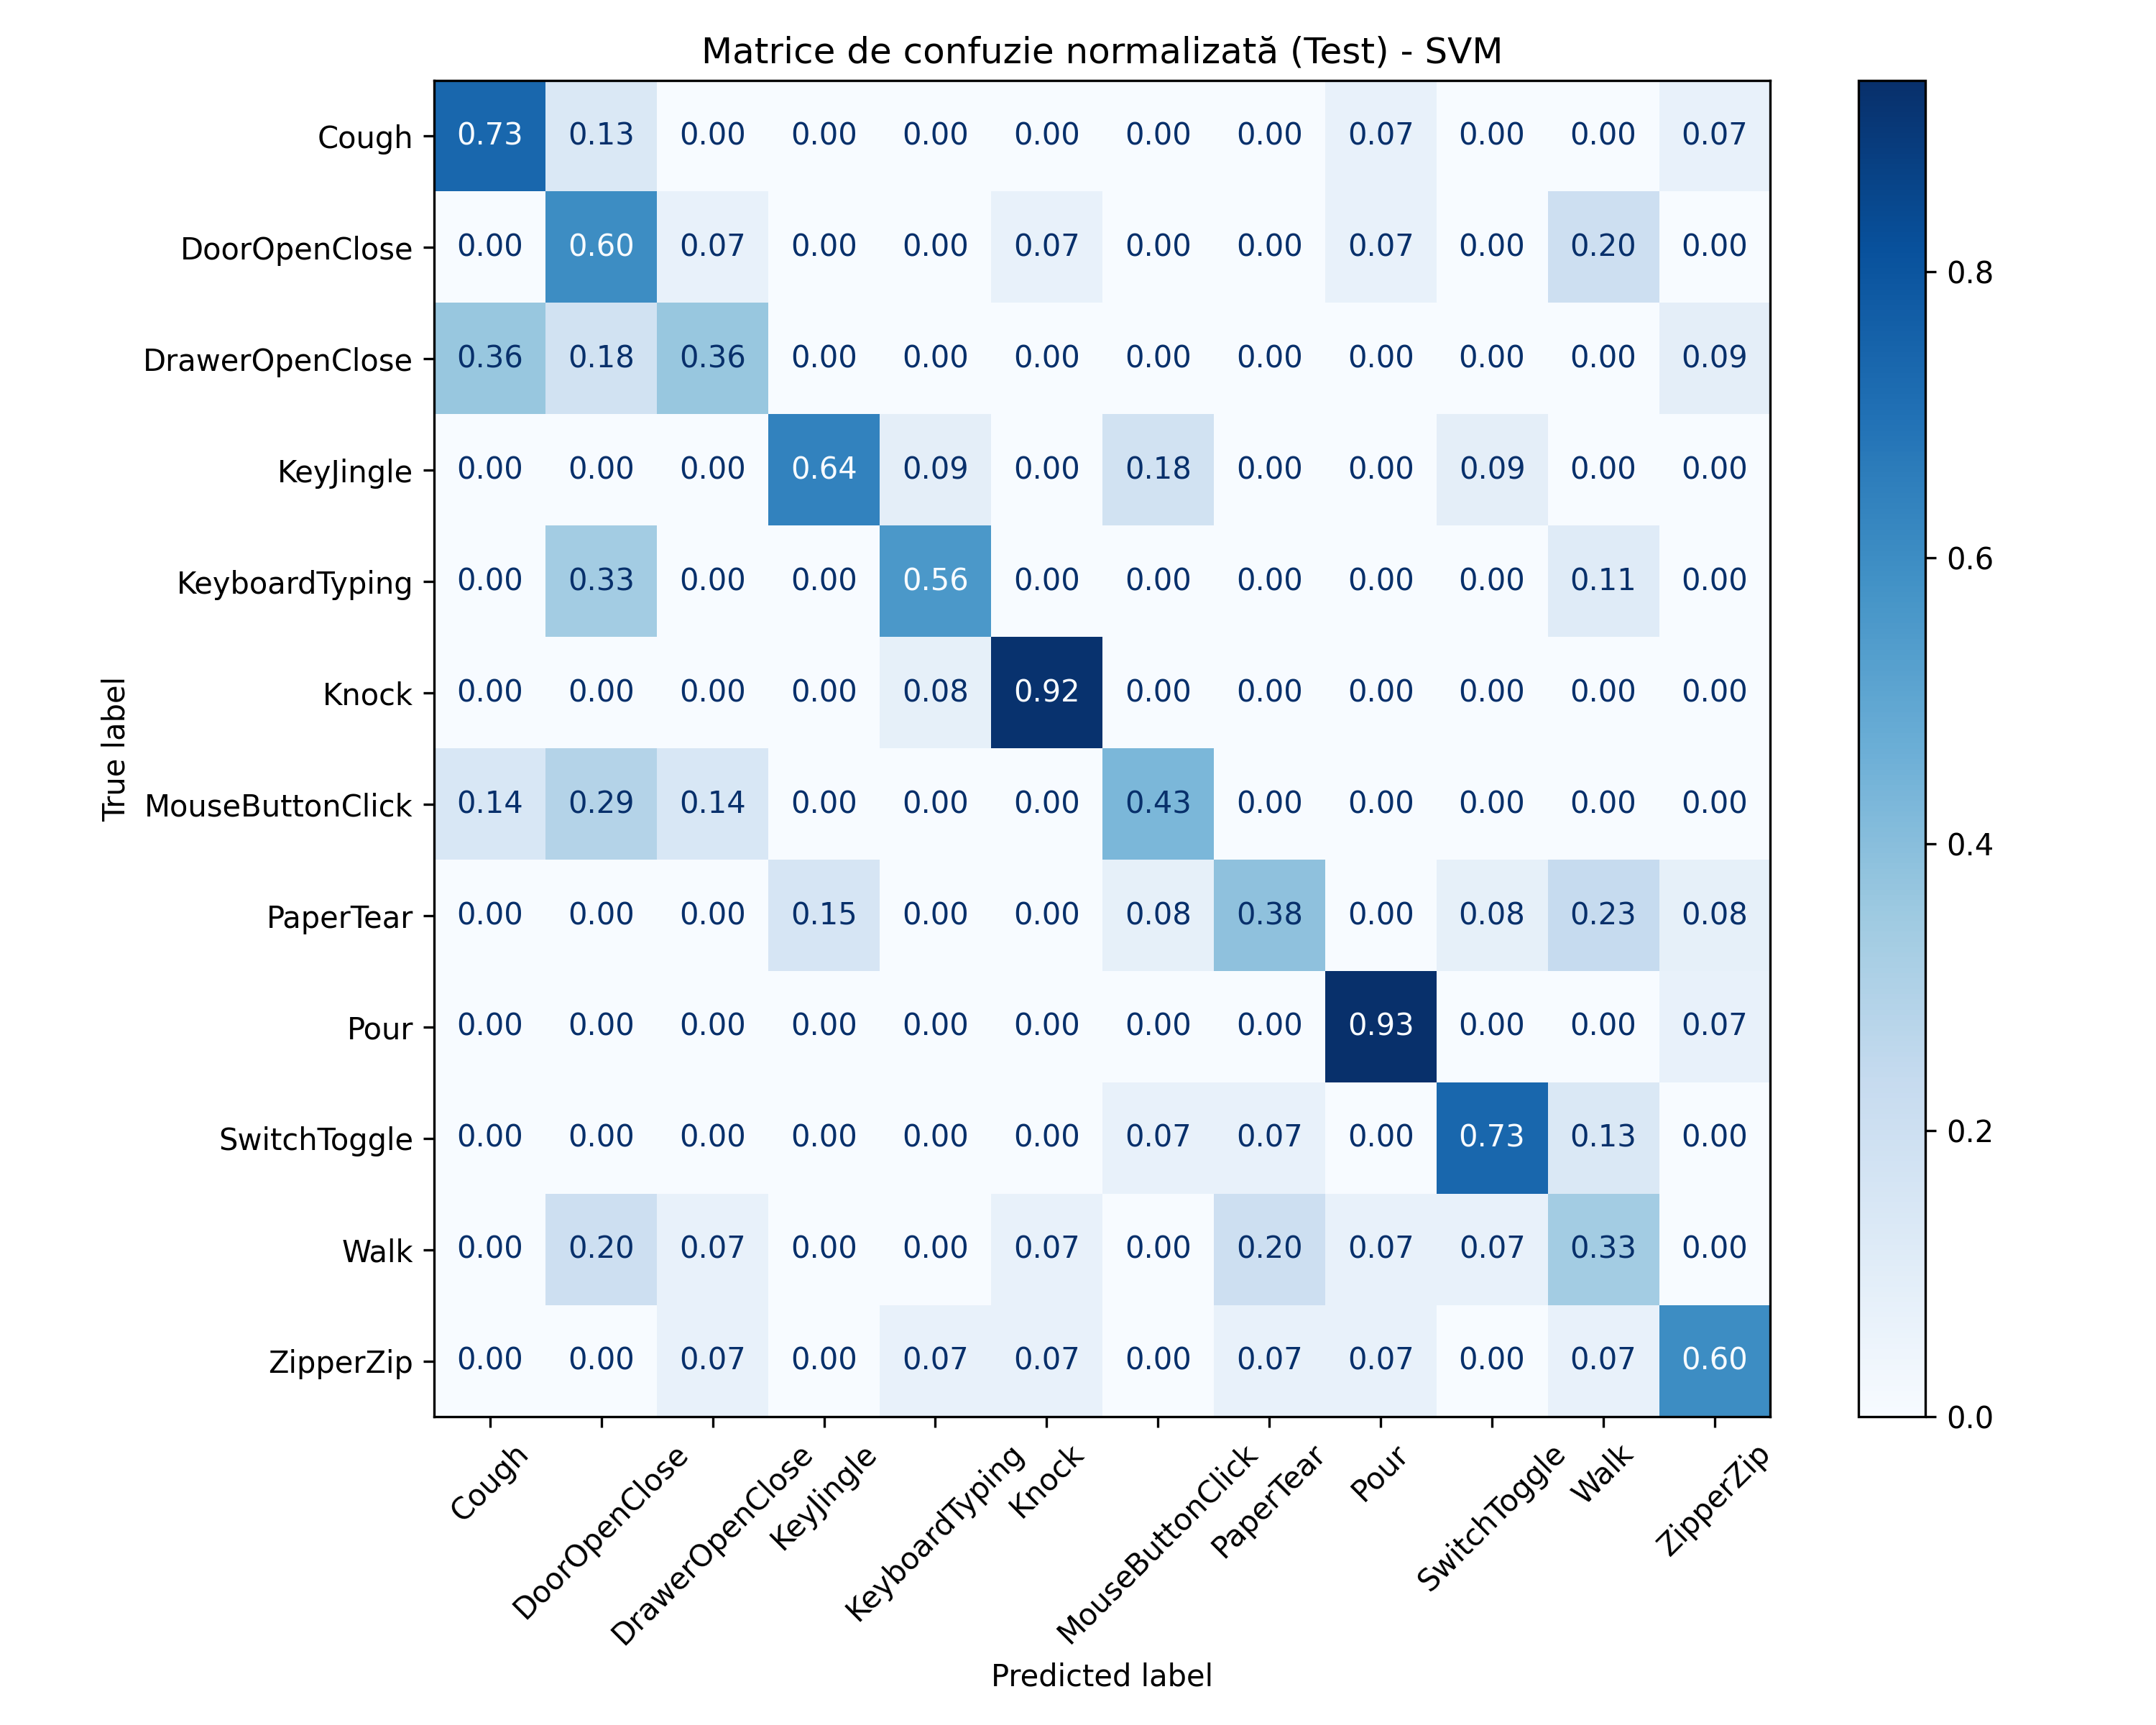 Matrice de confuzie normalizată (Test) - SVM
True label
Cough 0.73 0.13 0.00 0.00 0.00 0.00 0.00 0.00 0.07 0.00 0.00 0.07
DoorOpenClose 0.00 0.60 0.07 0.00 0.00 0.07 0.00 0.00 0.07 0.00 0.20 0.00
DrawerOpenClose 0.36 0.18 0.36 0.00 0.00 0.00 0.00 0.00 0.00 0.00 0.00 0.09
KeyJingle 0.00 0.00 0.00 0.64 0.09 0.00 0.18 0.00 0.00 0.09 0.00 0.00
KeyboardTyping 0.00 0.33 0.00 0.00 0.56 0.00 0.00 0.00 0.00 0.00 0.11 0.00
Knock 0.00 0.00 0.00 0.00 0.08 0.92 0.00 0.00 0.00 0.00 0.00 0.00
MouseButtonClick 0.14 0.29 0.14 0.00 0.00 0.00 0.43 0.00 0.00 0.00 0.00 0.00
PaperTear 0.00 0.00 0.00 0.15 0.00 0.00 0.08 0.38 0.00 0.08 0.23 0.08
Pour 0.00 0.00 0.00 0.00 0.00 0.00 0.00 0.00 0.93 0.00 0.00 0.07
SwitchToggle 0.00 0.00 0.00 0.00 0.00 0.00 0.07 0.07 0.00 0.73 0.13 0.00
Walk 0.00 0.20 0.07 0.00 0.00 0.07 0.00 0.20 0.07 0.07 0.33 0.00
ZipperZip 0.00 0.00 0.07 0.00 0.07 0.07 0.00 0.07 0.07 0.00 0.07 0.60
Cough
DoorOpenClose
DrawerOpenClose
KeyJingle
KeyboardTyping
Knock
MouseButtonClick
PaperTear
Pour
SwitchToggle
Walk
ZipperZip
Predicted label
0.8
0.6
0.4
0.2
0.0